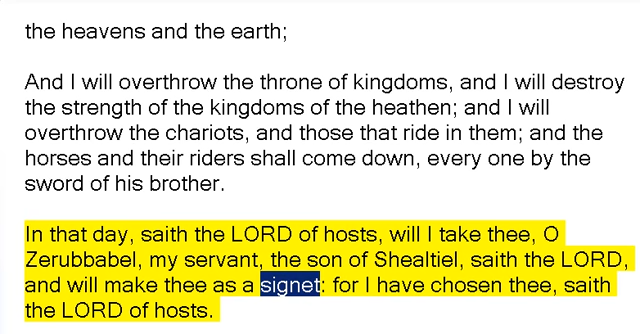 the heavens and the earth;
And I will overthrow the throne of kingdoms, and I will destroy
the strength of the kingdoms of the heathen; and I will
overthrow the chariots, and those that ride in them; and the
horses and their riders shall come down, every one by the
sword of his brother.
In that day, saith the LORD of hosts, will I take thee, O
Zerubbabel, my servant, the son of Shealtiel, saith the LORD,
and will make thee as a signet: for I have chosen thee, saith
the LORD of hosts.